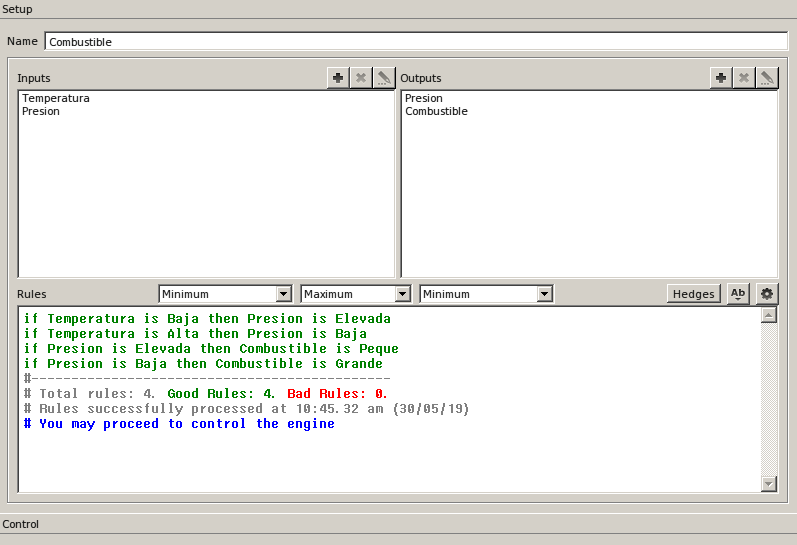 Setup
Name Combustible
Inputs
Temperatura
Presion
Outputs
Presion
Combustible
Rules Minimum Maximum Minimum Hedges Ab
if Temperatura is Baja then Presion is Elevada
if Temperatura is Alta then Presion is Baja
if Presion is Elevada then Combustible is Peque
if Presion is Baja then Combustible is Grande
#---------------------------------------------
# Total rules: 4. Good Rules: 4. Bad Rules: 0.
# Rules successfully processed at 10:45.32 am (30/05/19)
# You may proceed to control the engine
Control